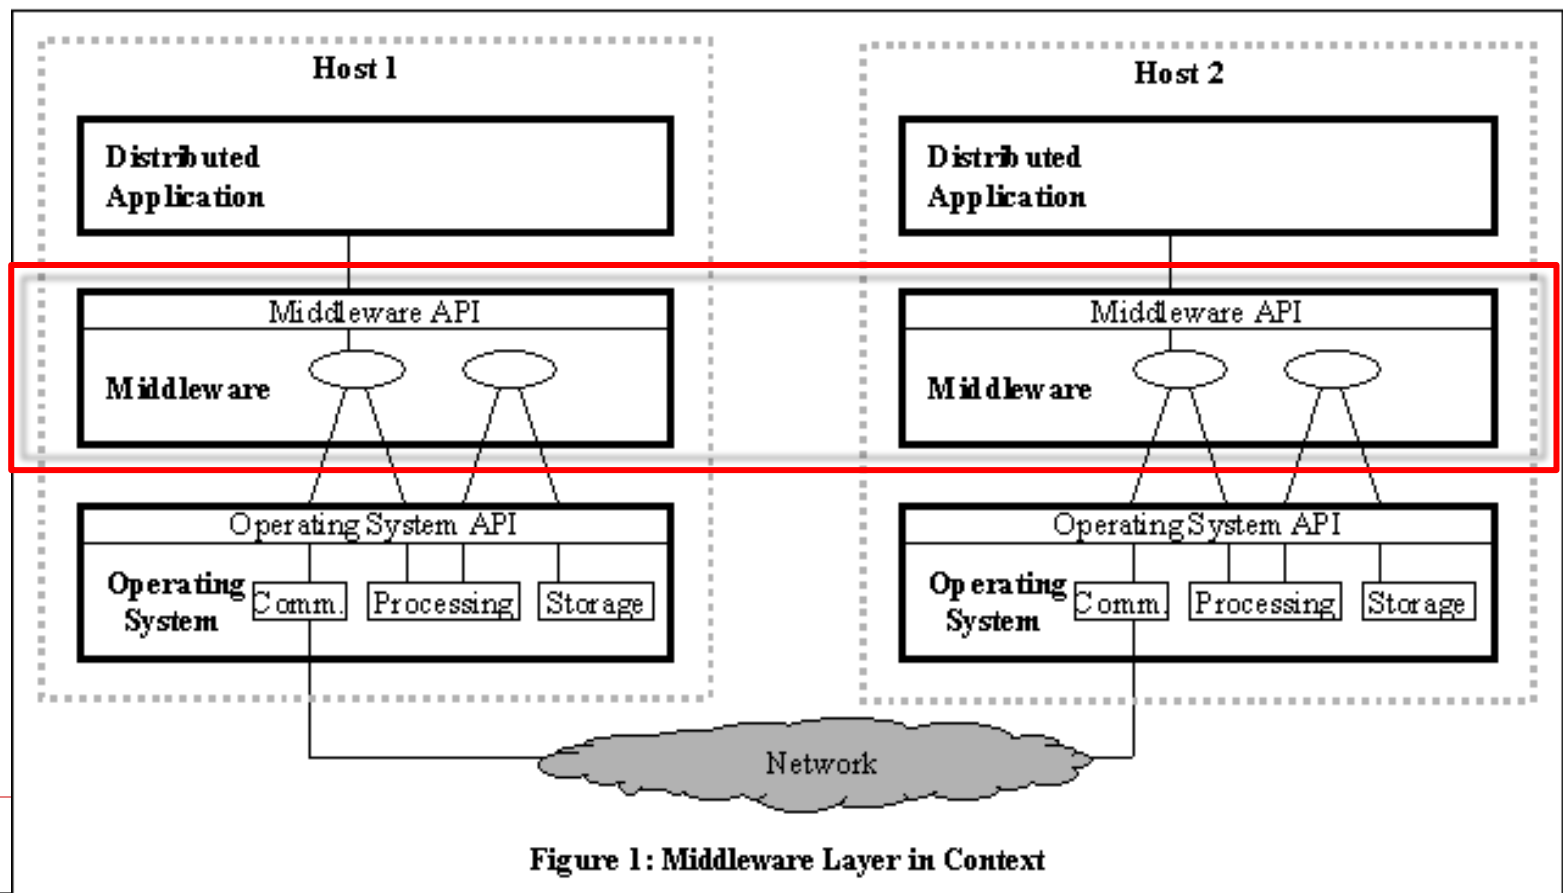 Host 1
Distributed
Application
Middleware API
Middleware
Operating System API
Operating
System
Comm.
Processing
Storage
Host 2
Distributed
Application
Middleware API
Middleware
Operating System API
Operating
System
Comm.
Processing
Storage
Network
Figure 1: Middleware Layer in Context